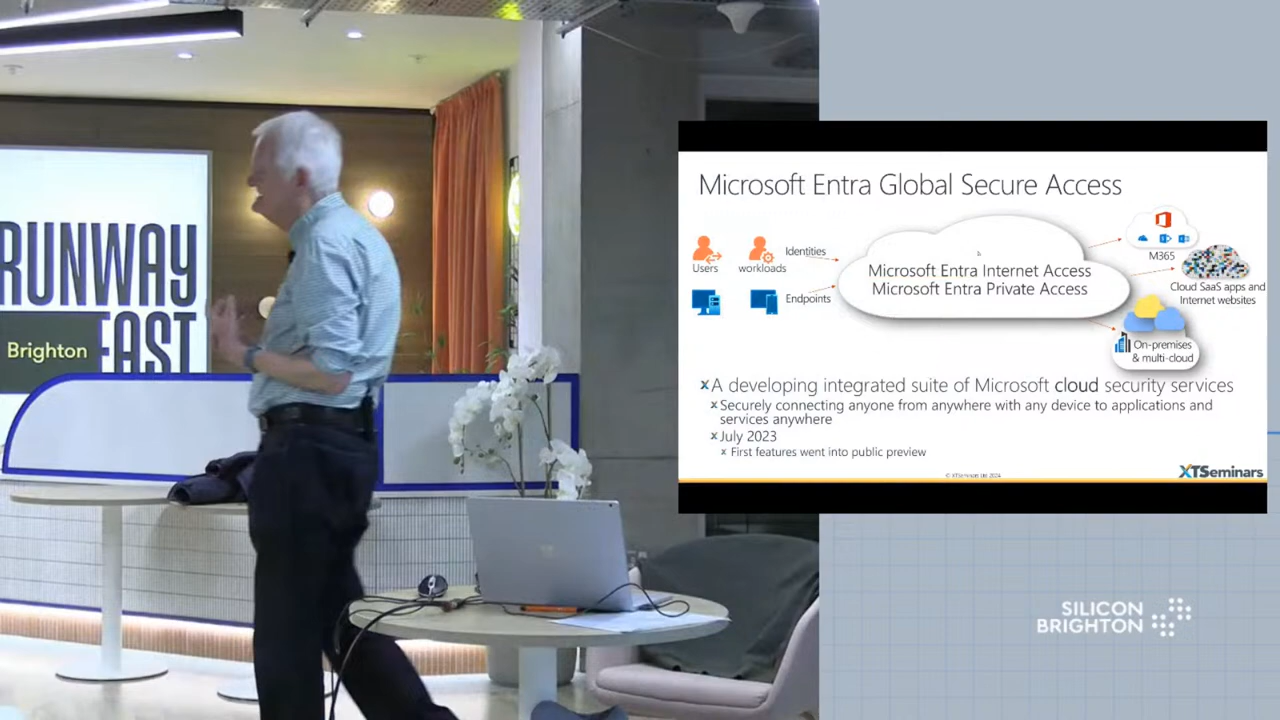 RUNWAY
EAST
Brighton
Microsoft Entra Global Secure Access
Users
workloads
Identities
Endpoints
Microsoft Entra Internet Access
Microsoft Entra Private Access
M365
Cloud SaaS apps and
Internet websites
On-premises
& multi-cloud
A developing integrated suite of Microsoft cloud security services
Securely connecting anyone from anywhere with any device to applications and
services anywhere
July 2023
First features went into public preview
© XTSeminars Ltd 2024
XTSeminars
SILICON
BRIGHTON